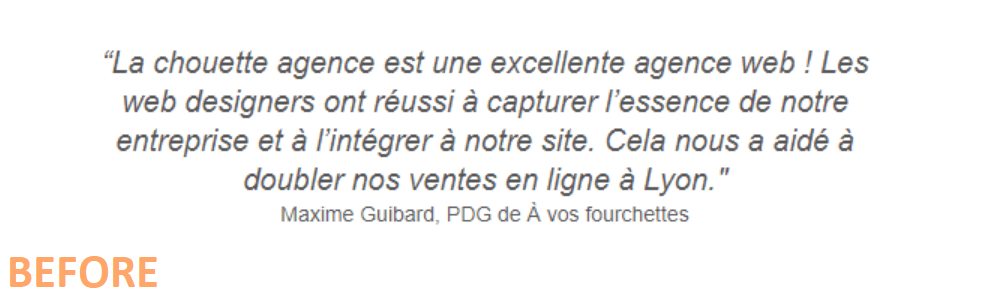 “La chouette agence est une excellente agence web ! Les
web designers ont réussi à capturer l’essence de notre
entreprise et à l’intégrer à notre site. Cela nous a aidé à
doubler nos ventes en ligne à Lyon."
Maxime Guibard, PDG de À vos fourchettes
BEFORE